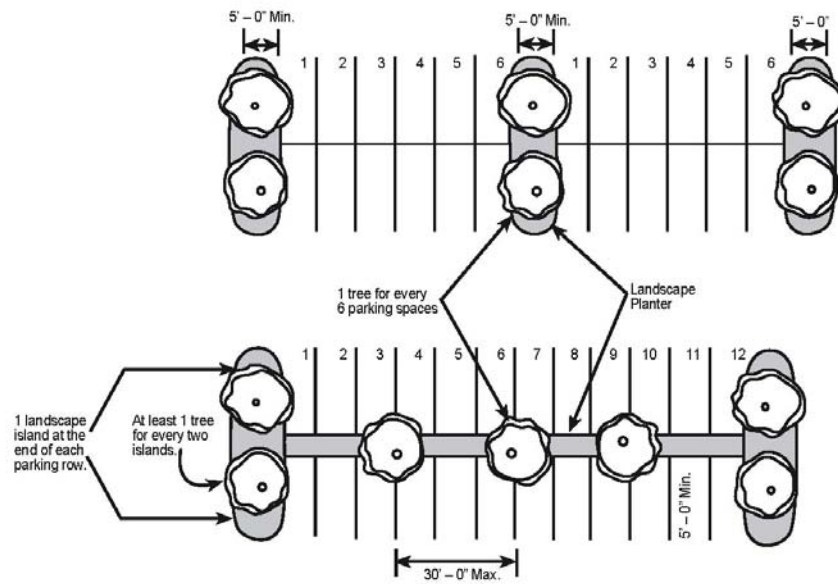 5' – 0" Min.
5' – 0" Min.
5' – 0"
1 2 3 4 5 6 1 2 3 4 5 6
1 tree for every
6 parking spaces
Landscape
Planter
1 2 3 4 5 6 7 8 9 10 11 12
1 landscape
island at the
end of each
parking row.
At least 1 tree
for every two
islands.
5' – 0" Min.
30' – 0" Max.